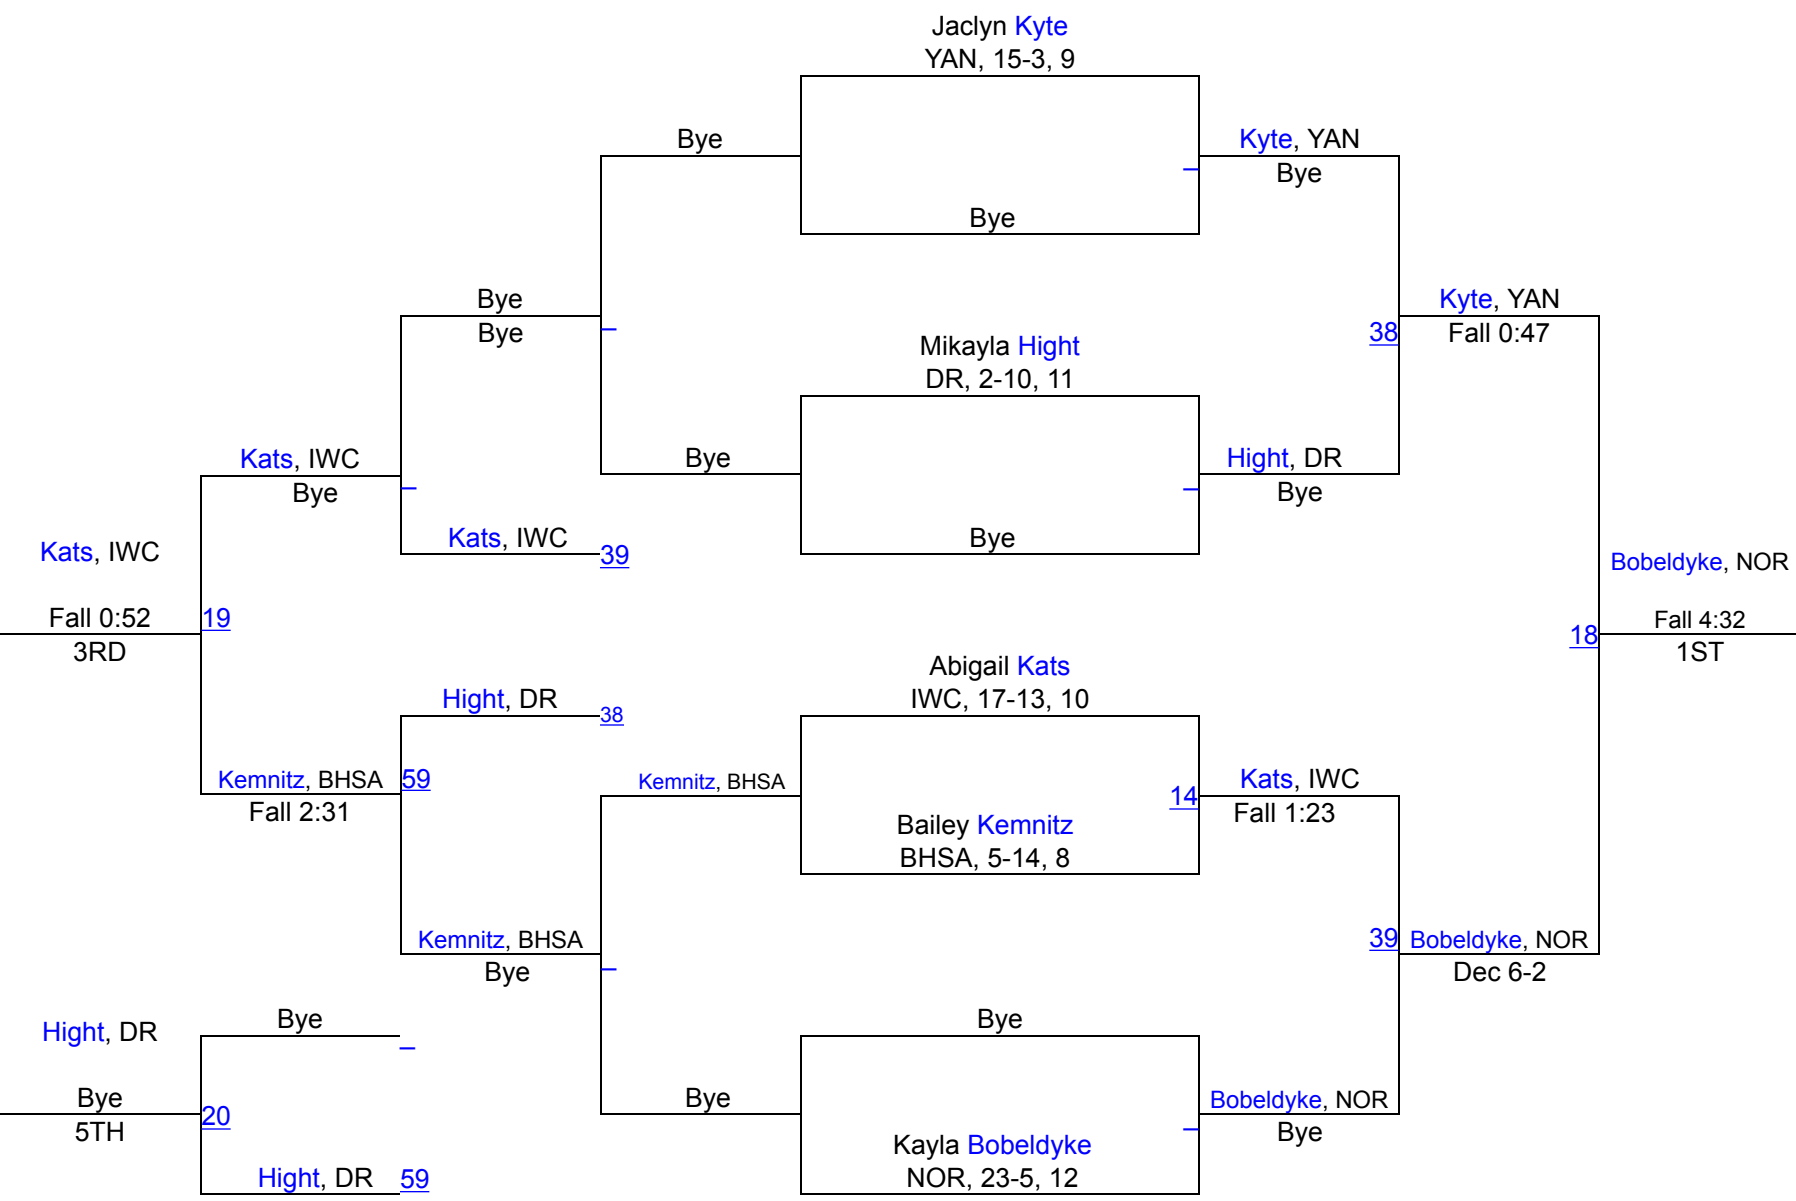 Jaclyn Kyte
YAN, 15-3, 9
Bye
Kyte, YAN
Bye
Bye
Bye
Bye
Kyte, YAN
38
Fall 0:47
Mikayla Hight
DR, 2-10, 11
Kats, IWC
Bye
Bye
Hight, DR
Bye
Kats, IWC
39
Bye
Kats, IWC
Fall 0:52
3RD
19
Bobeldyke, NOR
18
Fall 4:32
1ST
Abigail Kats
IWC, 17-13, 10
Hight, DR
38
Kemnitz, BHSA
59
Fall 2:31
Kemnitz, BHSA
14
Kats, IWC
Fall 1:23
Bailey Kemnitz
BHSA, 5-14, 8
Kemnitz, BHSA
Bye
39
Bobeldyke, NOR
Dec 6-2
Hight, DR
Bye
Bye
Bye
5TH
20
Bye
Bobeldyke, NOR
Bye
Hight, DR
59
Kayla Bobeldyke
NOR, 23-5, 12